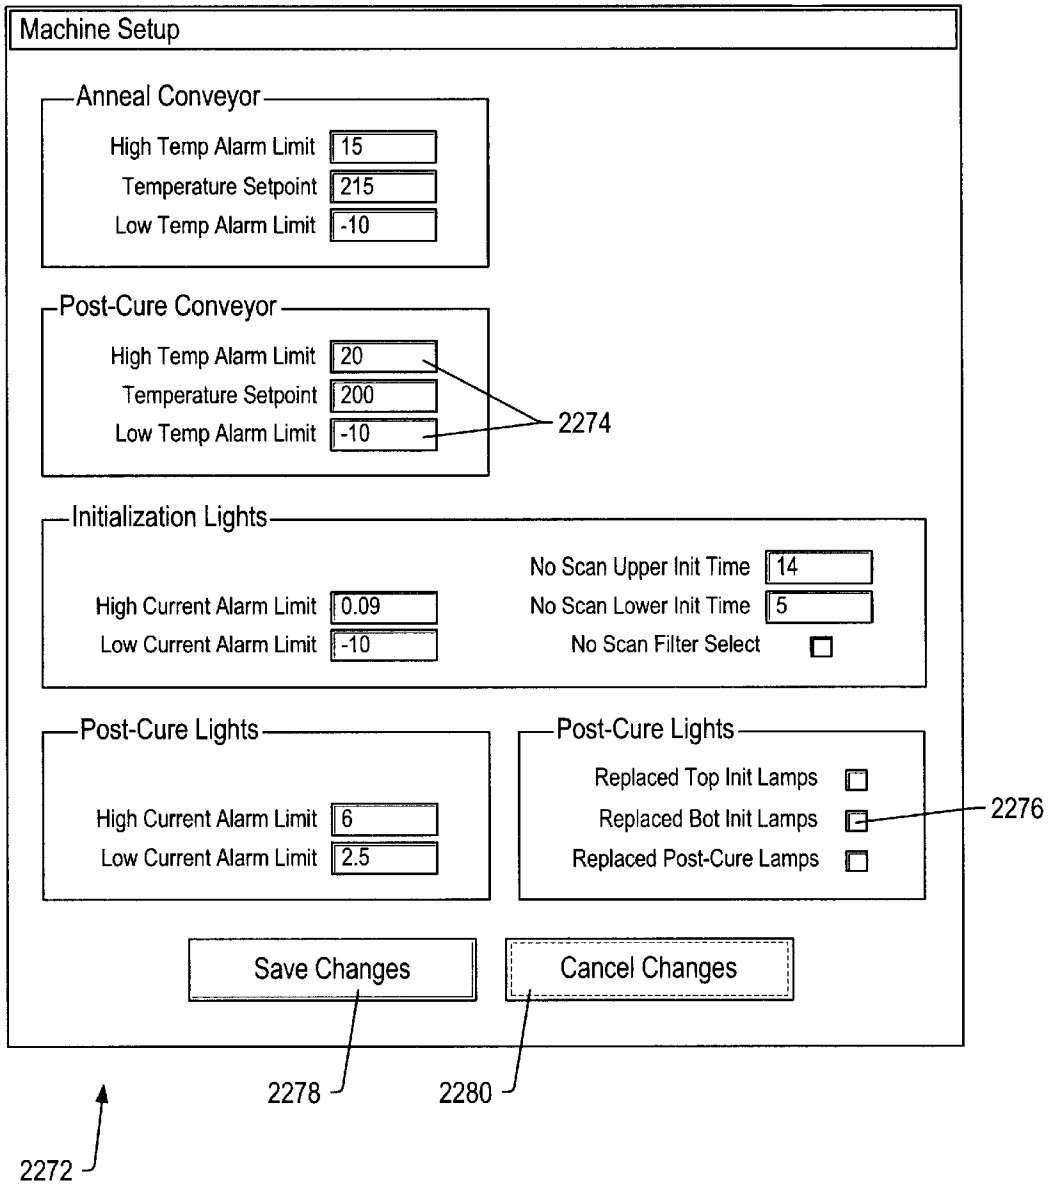 Machine Setup
Anneal Conveyor
High Temp Alarm Limit 15
Temperature Setpoint 215
Low Temp Alarm Limit -10
Post-Cure Conveyor
High Temp Alarm Limit 20
Temperature Setpoint 200
Low Temp Alarm Limit -10
2274
Initialization Lights
No Scan Upper Init Time 14
High Current Alarm Limit 0.09 No Scan Lower Init Time 5
Low Current Alarm Limit -10 No Scan Filter Select
Post-Cure Lights
High Current Alarm Limit 6
Low Current Alarm Limit 2.5
Post-Cure Lights
Replaced Top Init Lamps
Replaced Bot Init Lamps
Replaced Post-Cure Lamps
2276
Save Changes Cancel Changes
2278 2280
2272